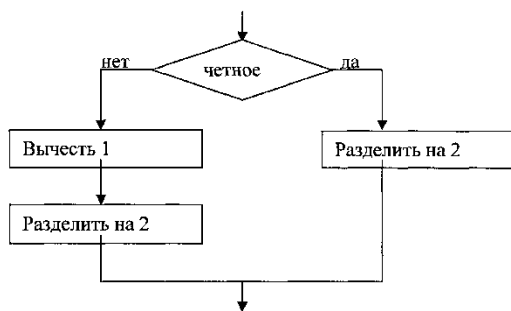 нет
четное
да
Вычесть 1
Разделить на 2
Разделить на 2